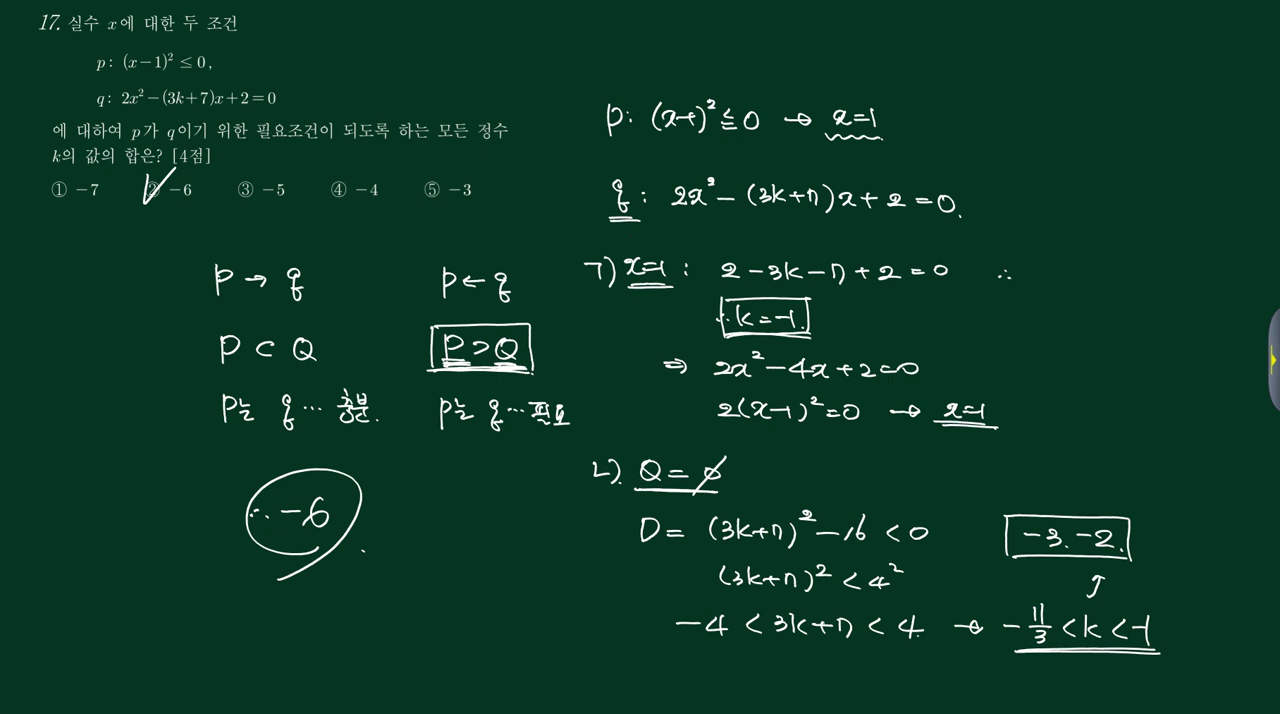 17. 실수 x에 대한 두 조건
p: (x−1)² ≤ 0,
q: 2x²−(3k+7)x+2=0
에 대하여 p가 q이기 위한 필요조건이 되도록 하는 모든 정수
k의 값의 합은? [4점]
① −7 ② −6 ③ −5 ④ −4 ⑤ −3
p → q
P ⊂ Q
p는 q … 충분.
p ← q
P ⊃ Q
p는 q … 필요
∴ −6
p: (x−1)² ≦ 0 → x=1
q: 2x² − (3k+7)x + 2 = 0.
ㄱ) x=1 : 2 − 3k − 7 + 2 = 0 ∴
∴ k = −1.
⇒ 2x² − 4x + 2 = 0
2(x−1)² = 0 → x=1
ㄴ) Q = ∅
D = (3k+7)² − 16 < 0
(3k+7)² < 4²
−4 < 3k+7 < 4. → −11/3 < k < −1
−3. −2.